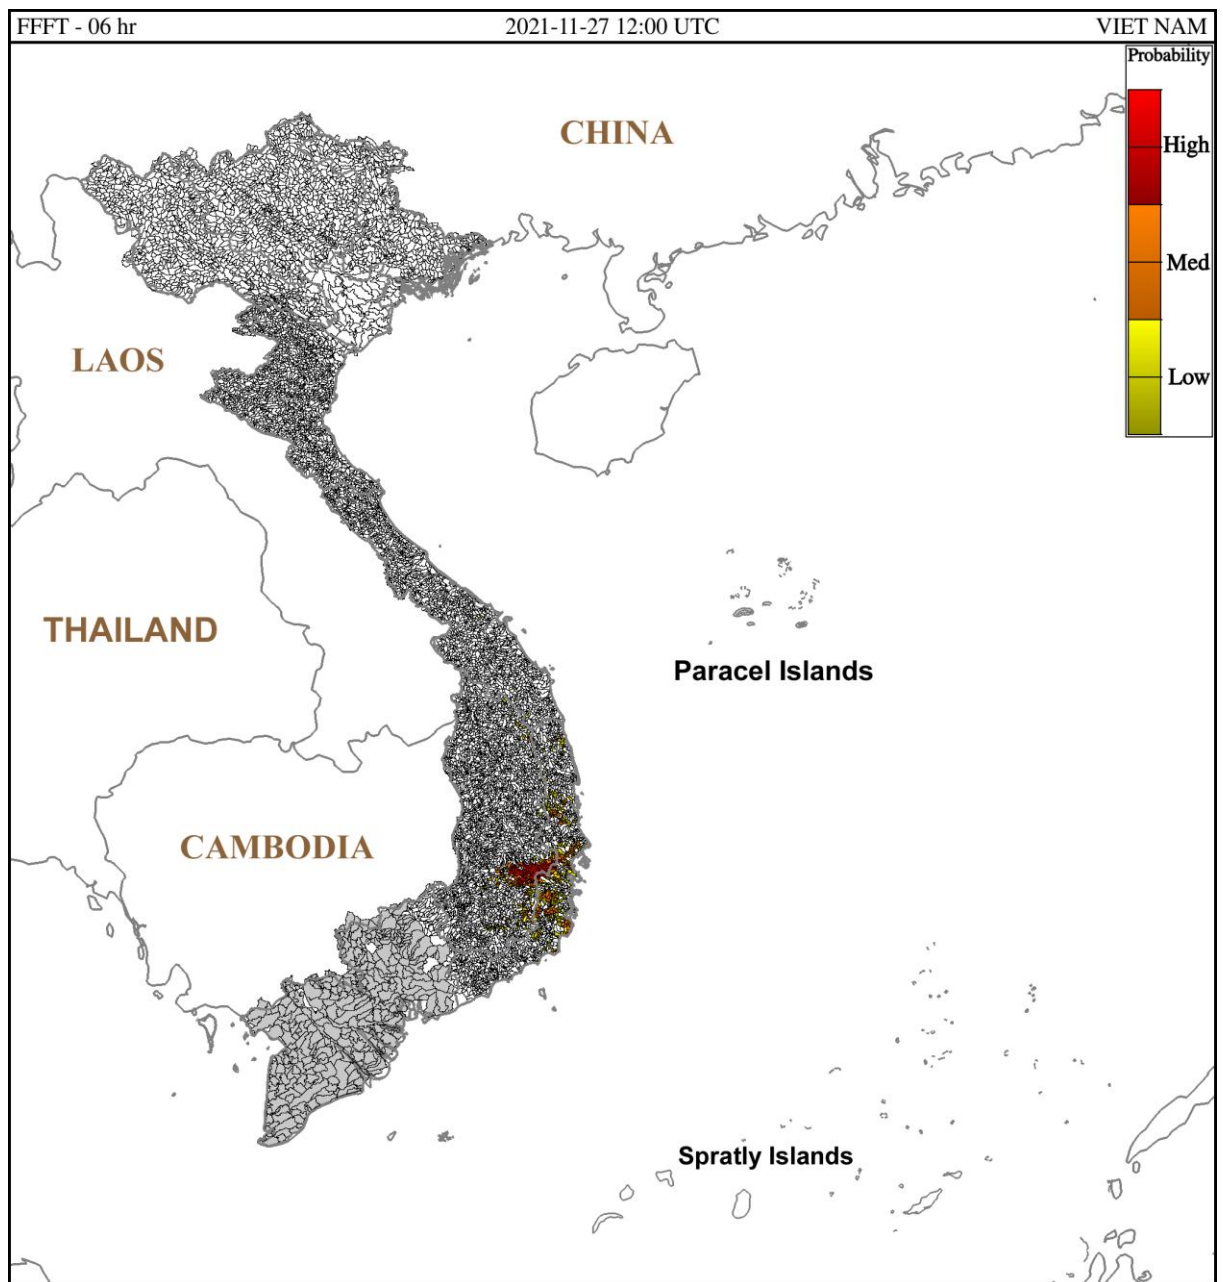 FFFT - 06 hr 2021-11-27 12:00 UTC VIET NAM
Probability
CHINA
High
Med
LAOS
Low
THAILAND
Paracel Islands
CAMBODIA
Spratly Islands